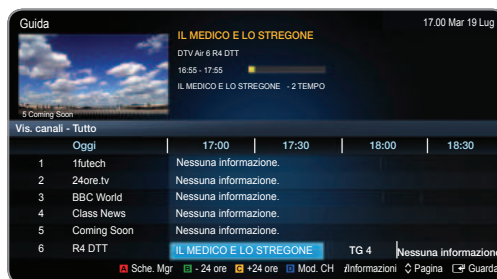 Guida
17.00 Mar 19 Lug
IL MEDICO E LO STREGONE
DTV Air 6 R4 DTT
16:55 - 17:55
IL MEDICO E LO STREGONE - 2 TEMPO
5 Coming Soon
Vis. canali - Tutto
Oggi 17:00 17:30 18:00 18:30
1 1futech Nessuna informazione.
2 24ore.tv Nessuna informazione.
3 BBC World Nessuna informazione.
4 Class News Nessuna informazione.
5 Coming Soon Nessuna informazione.
6 R4 DTT IL MEDICO E LO STREGONE TG 4 Nessuna informazione
A Sche. Mgr B - 24 ore C +24 ore D Mod. CH i Informazioni Pagina Guarda